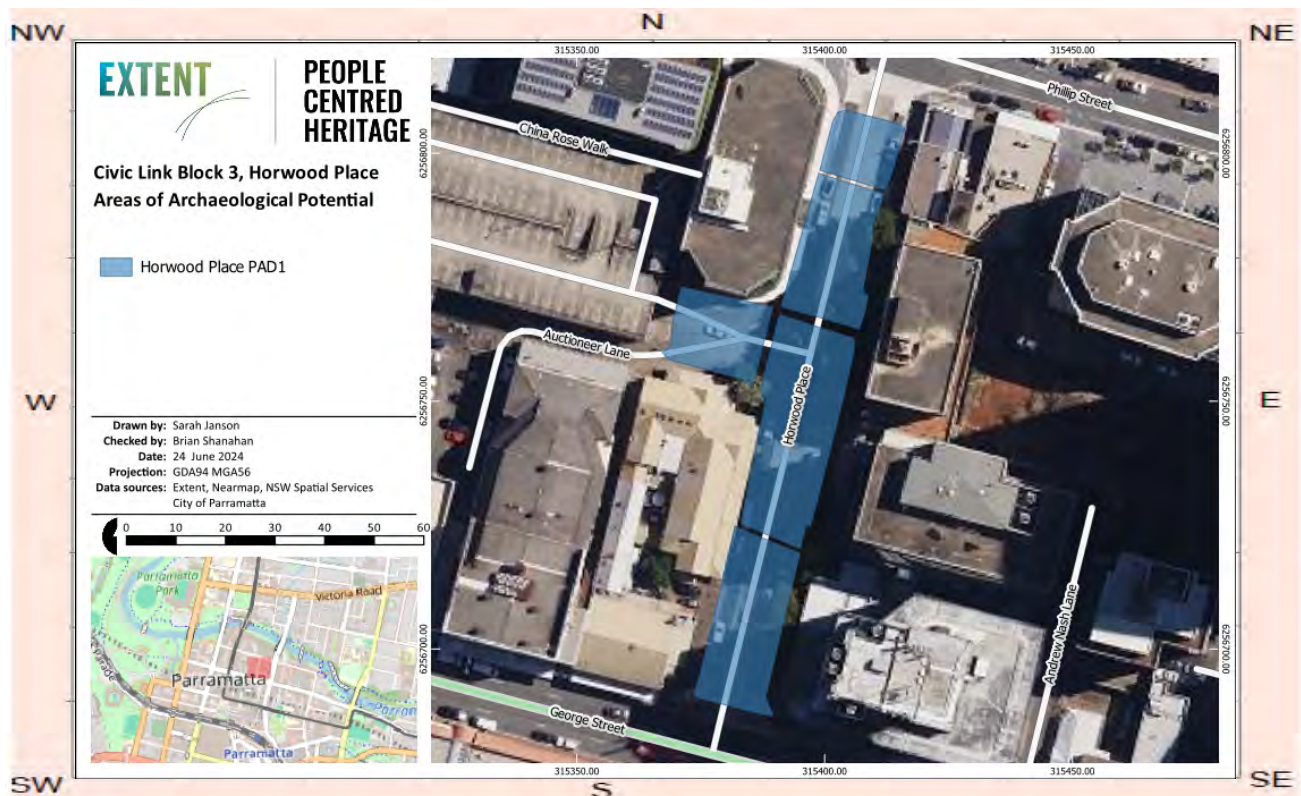 NW
N
NE
EXTENT
PEOPLE
CENTRED
HERITAGE
Civic Link Block 3, Horwood Place
Areas of Archaeological Potential
Horwood Place PAD1
W
Drawn by: Sarah Janson
Checked by: Brian Shanahan
Date: 24 June 2024
Projection: GDA94 MGA56
Data sources: Extent, Nearmap, NSW Spatial Services
City of Parramatta
0 10 20 30 40 50 60
Parramatta
Park
Victoria Road
Parramatta
Parramatta
315350.00 315400.00 315450.00
6256800.00
6256750.00
6256700.00
Phillip Street
China Rose Walk
Auctioneer Lane
Horwood Place
Andrew Nash Lane
George Street
6256800.00
6256750.00
6256700.00
315350.00 315400.00 315450.00
E
SW
S
SE